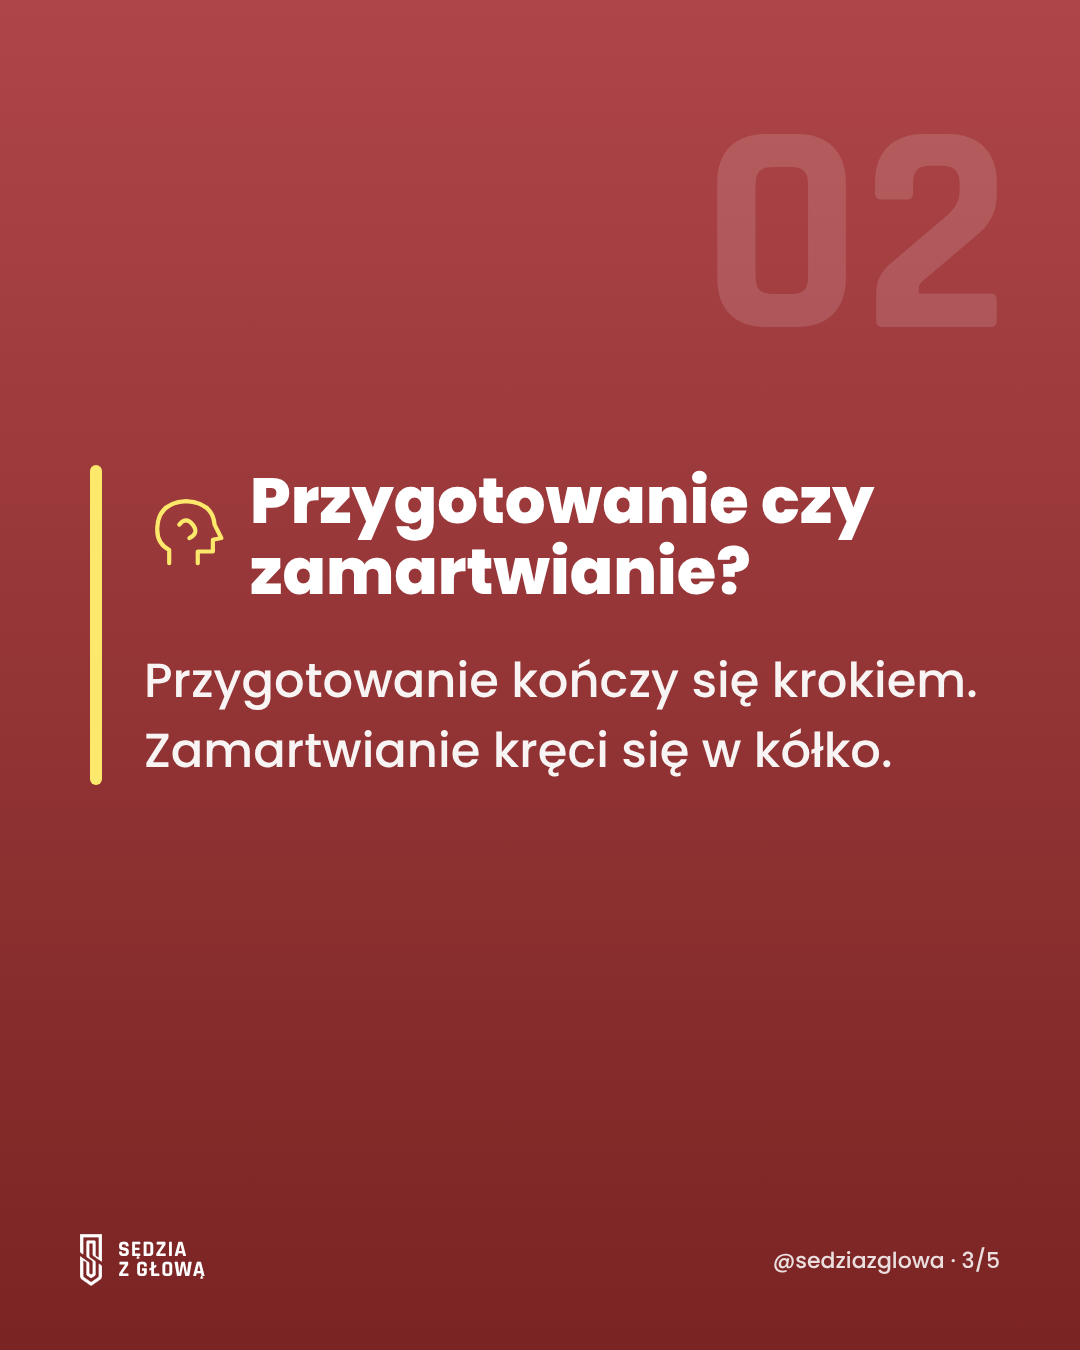 02
Przygotowanie czy
zamartwianie?
Przygotowanie kończy się krokiem.
Zamartwianie kręci się w kółko.
SĘDZIA
Z GŁOWĄ
@sedziazglowa · 3/5